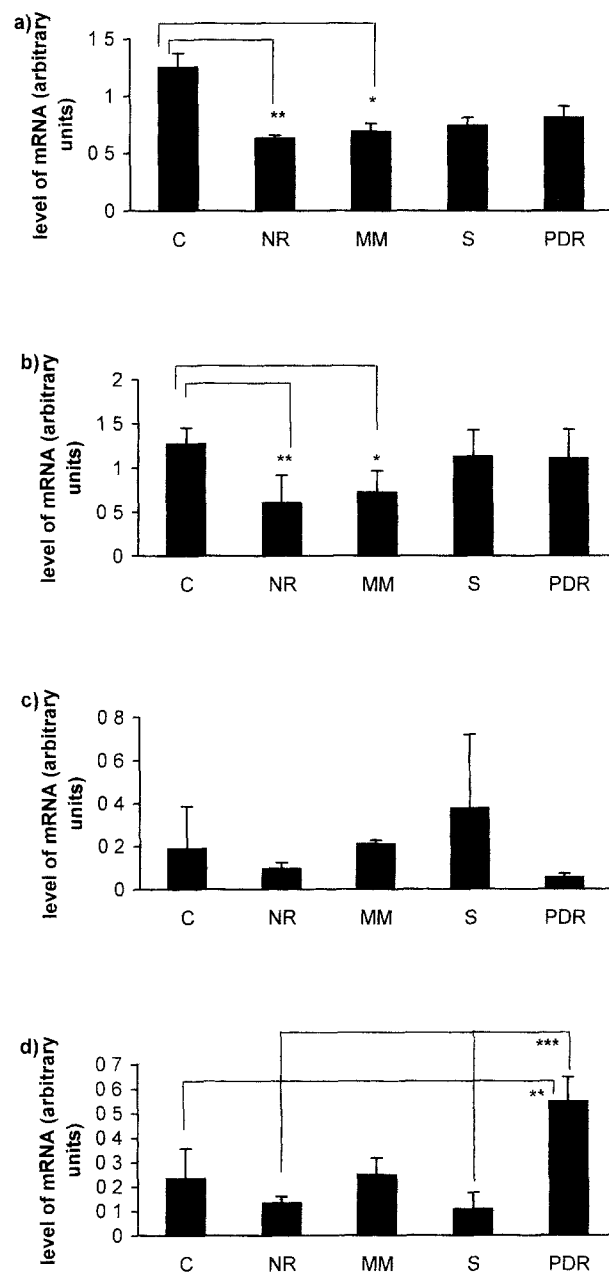 a)
level of mRNA (arbitrary
units)
1 5
1
0 5
0
**
*
C NR MM S PDR
b)
level of mRNA (arbitrary
units)
2
1 5
1
0 5
0
**
*
C NR MM S PDR
c)
level of mRNA (arbitrary
units)
0 8
0 6
0 4
0 2
0
C NR MM S PDR
d)
level of mRNA (arbitrary
units)
0 7
0 6
0 5
0 4
0 3
0 2
0 1
0
***
**
C NR MM S PDR